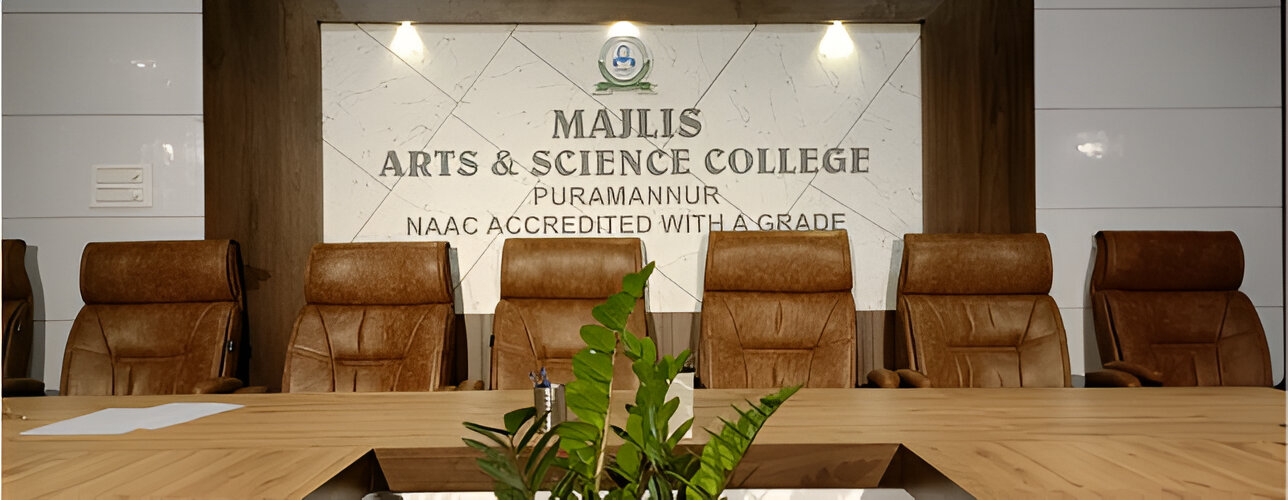 MAJLIS
ARTS & SCIENCE COLLEGE
PURAMANNUR
NAAC ACCREDITED WITH A GRADE